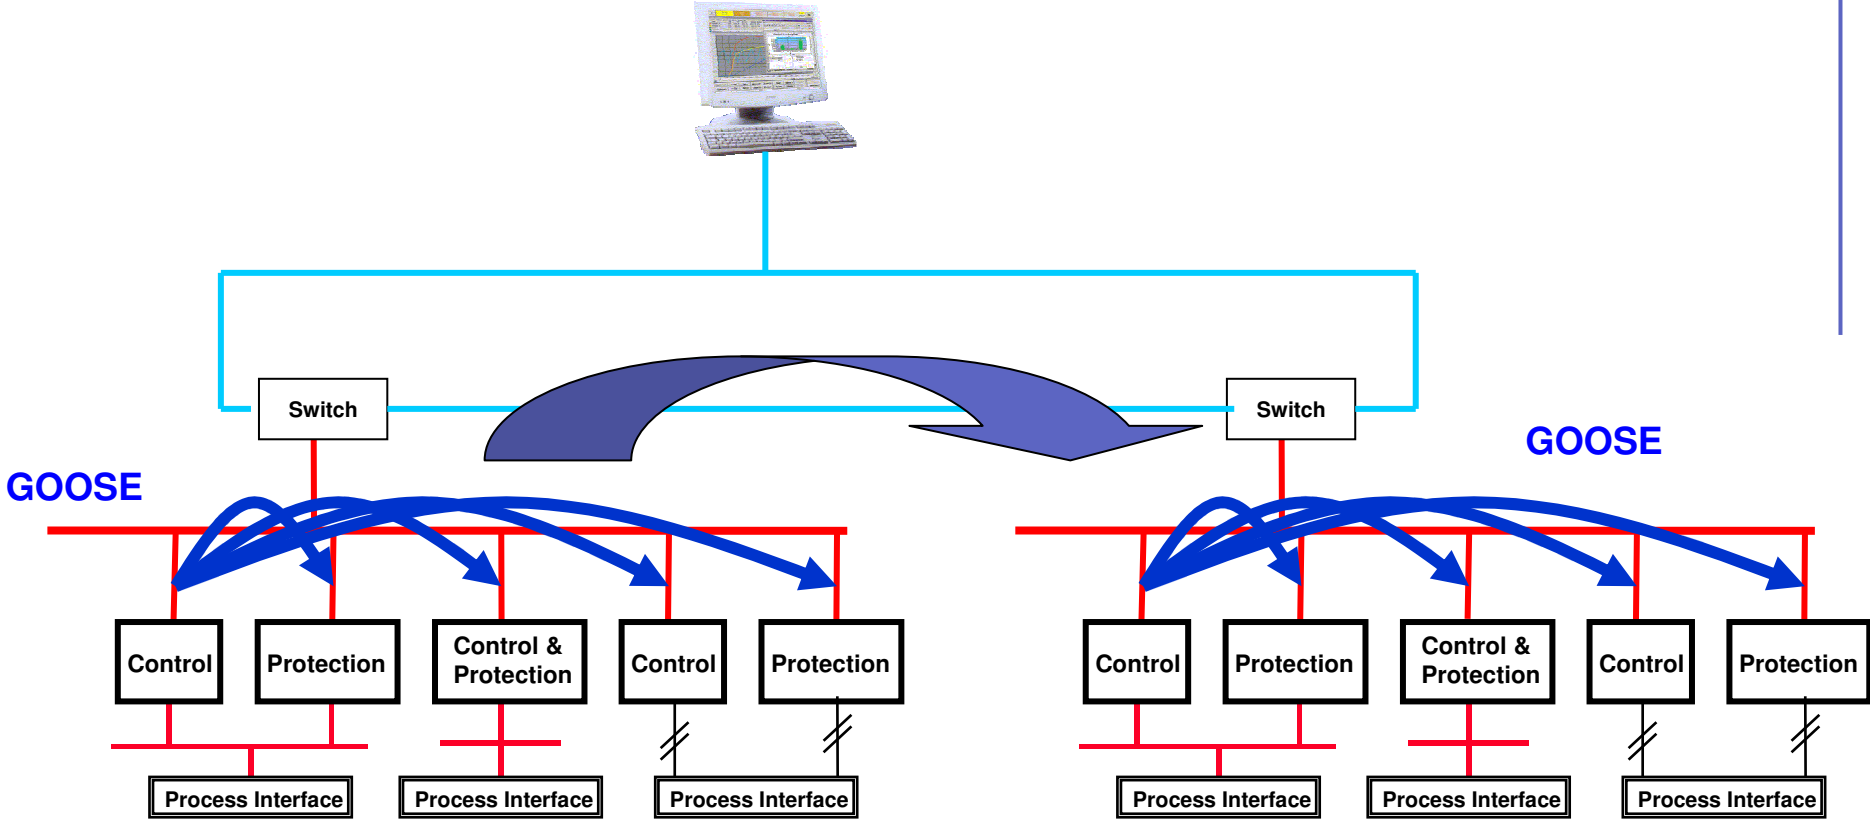 Switch
Switch
GOOSE
GOOSE
Control
Protection
Control &
Protection
Control
Protection
Control
Protection
Control &
Protection
Control
Protection
Process Interface
Process Interface
Process Interface
Process Interface
Process Interface
Process Interface